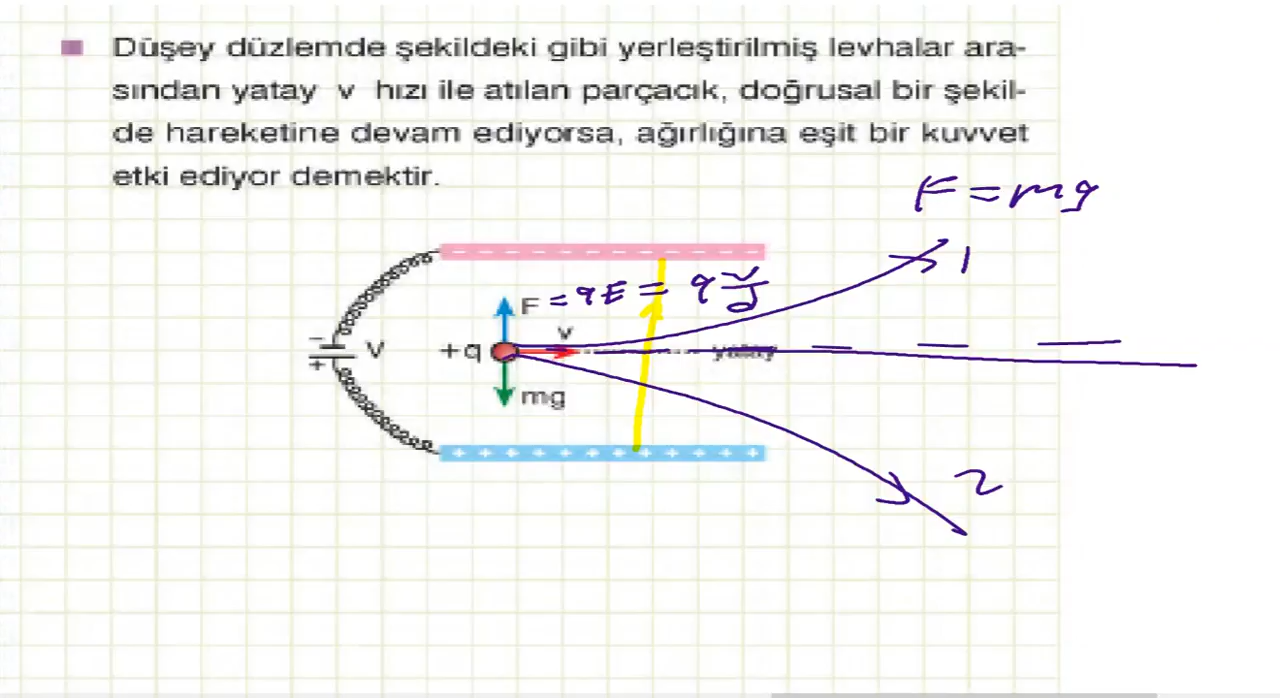 Düşey düzlemde şekildeki gibi yerleştirilmiş levhalar ara-
sından yatay v hızı ile atılan parçacık, doğrusal bir şekil-
de hareketine devam ediyorsa, ağırlığına eşit bir kuvvet
etki ediyor demektir.
F = mg
1
F = qE = q V/d
v
- V +
+q
yatay
mg
2